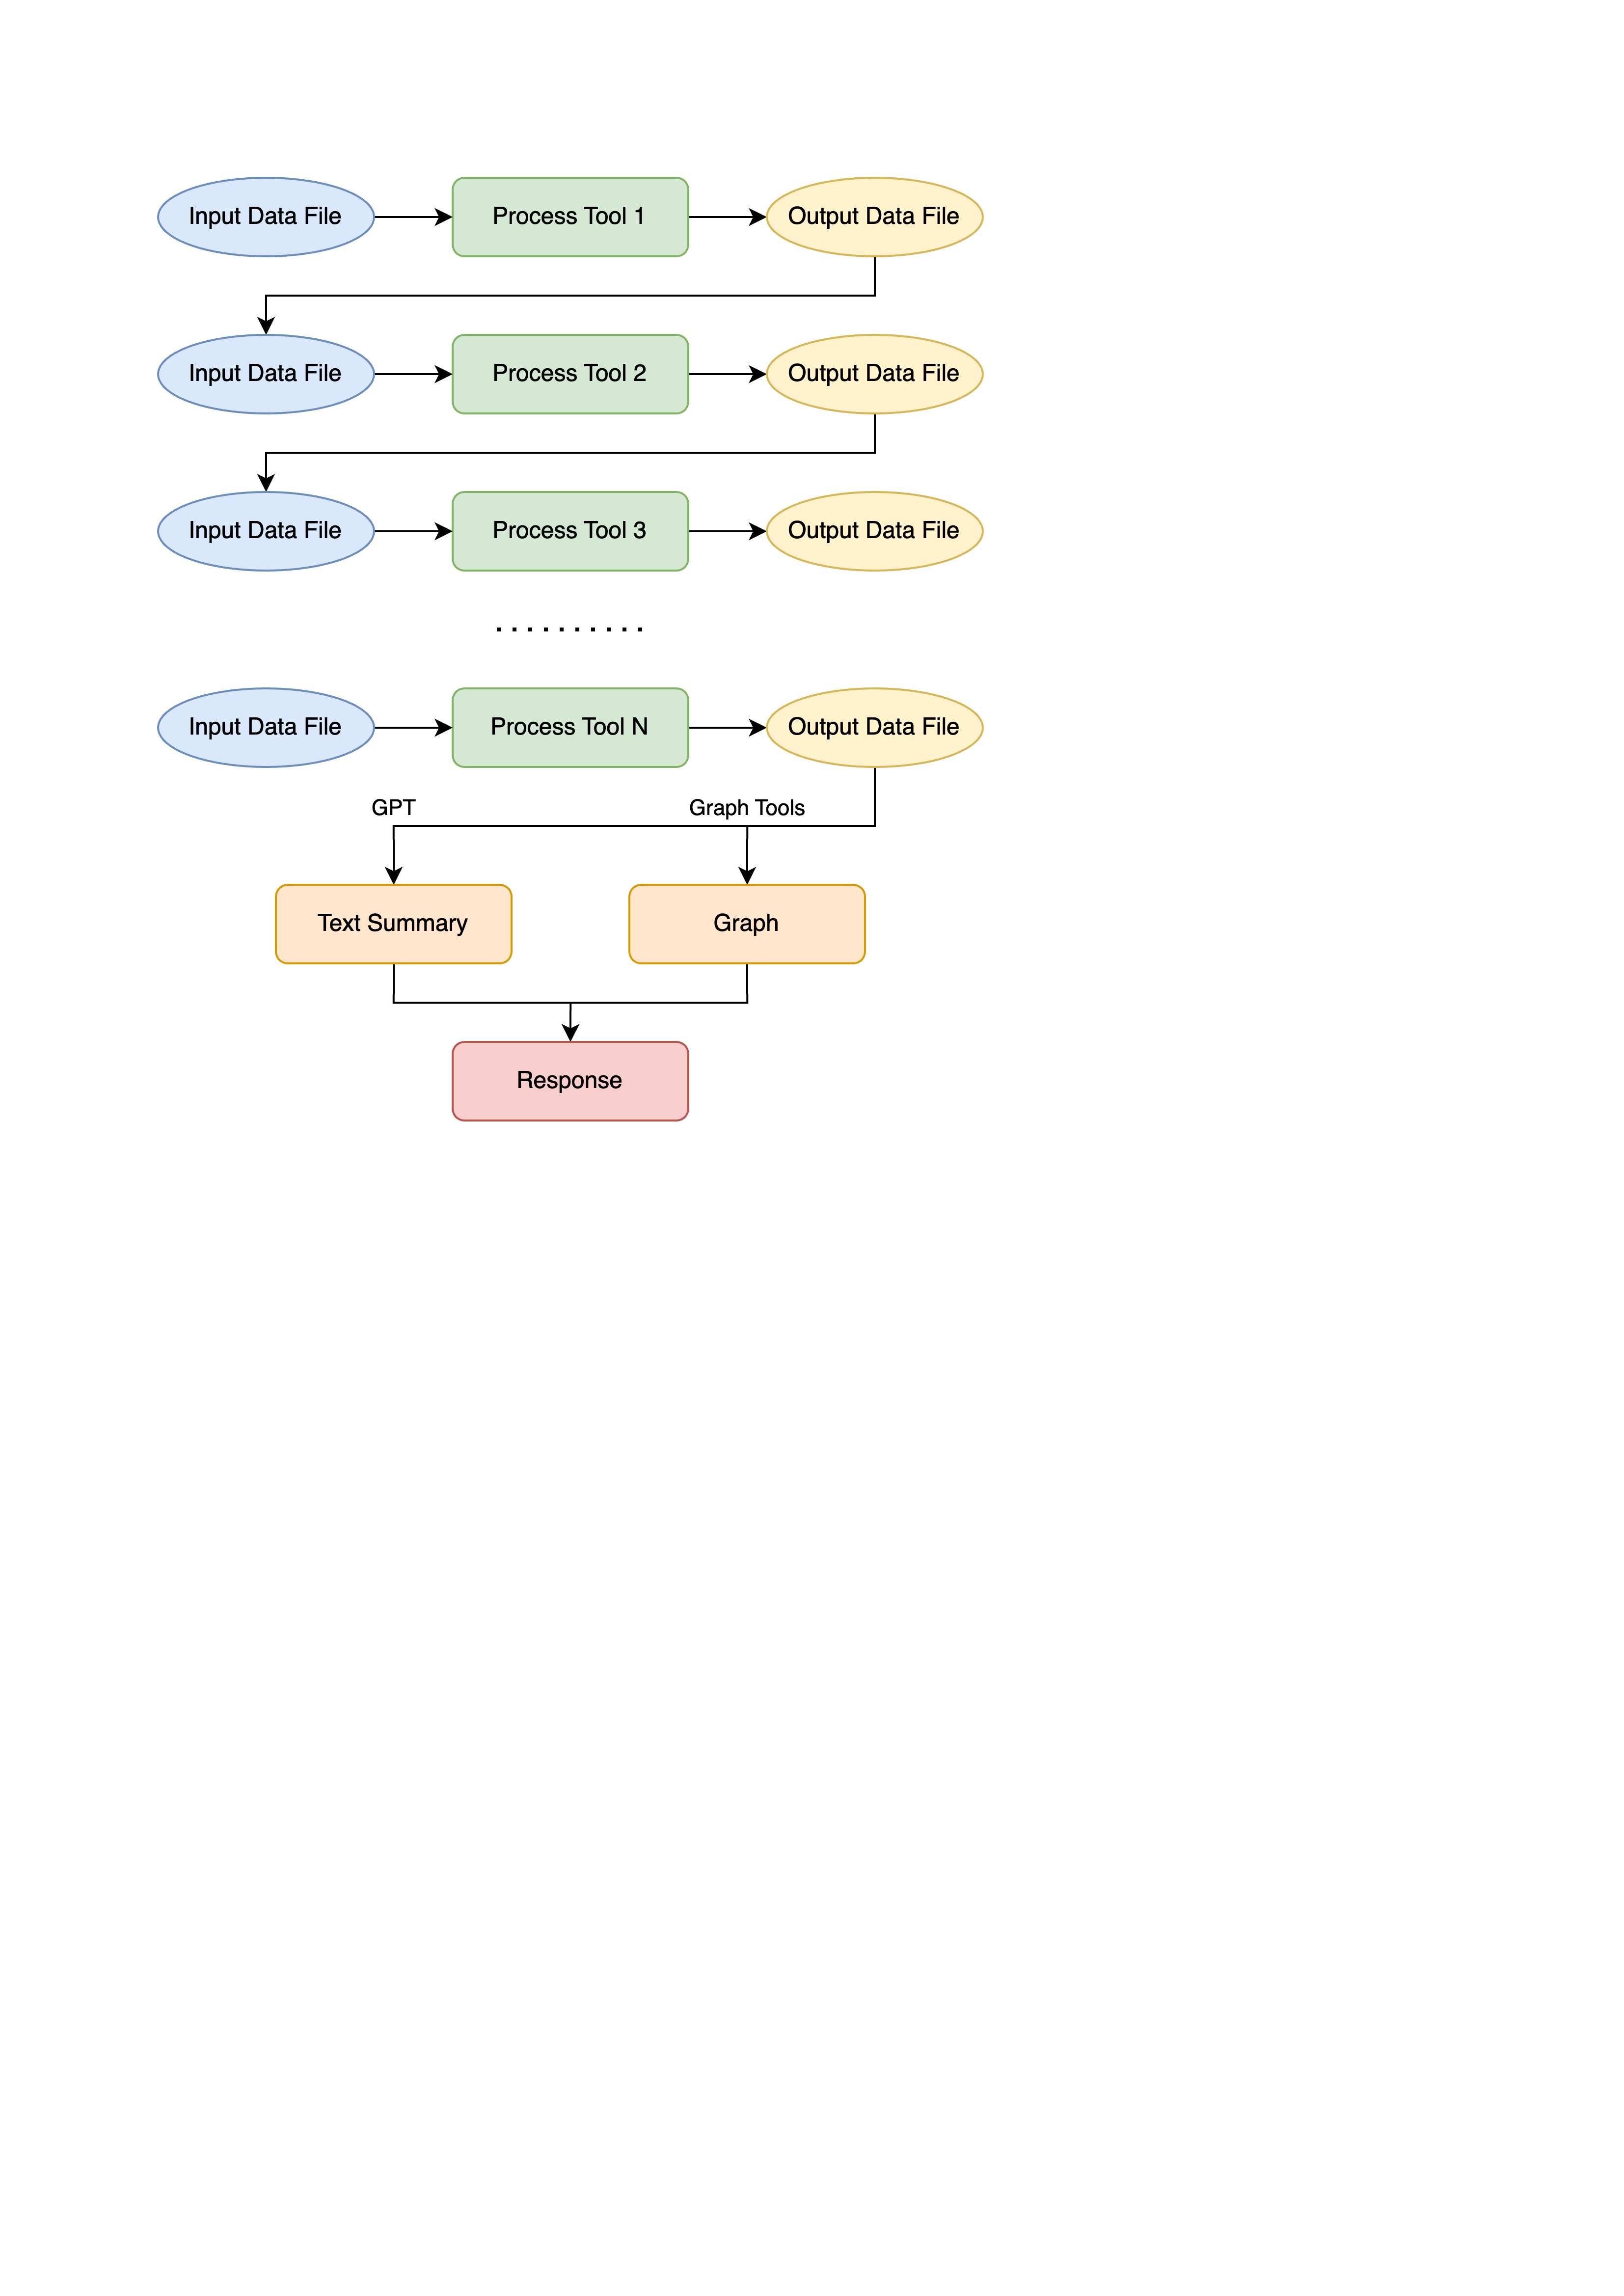 Input Data File
Process Tool 1
Output Data File
Input Data File
Process Tool 2
Output Data File
Input Data File
Process Tool 3
Output Data File
..........
Input Data File
Process Tool N
Output Data File
GPT
Graph Tools
Text Summary
Graph
Response